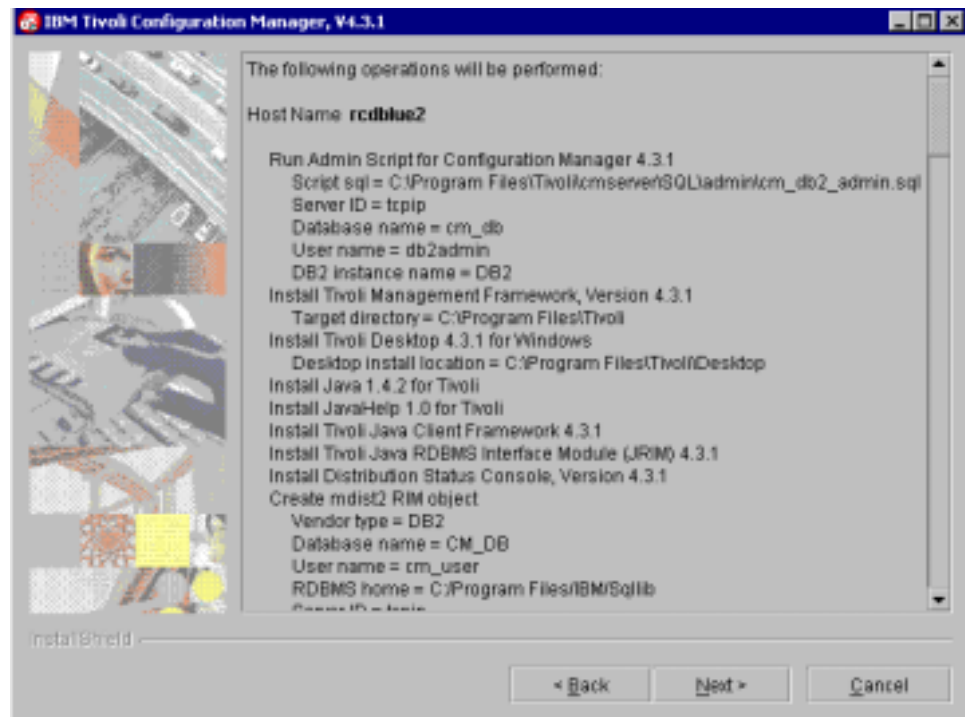 IBM Tivoli Configuration Manager, V4.3.1
The following operations will be performed:
Host Name rcdblue2
Run Admin Script for Configuration Manager 4.3.1
Script sql = C:\Program Files\Tivoli\cmserver\SQL\admin\cm_db2_admin.sql
Server ID = tcpip
Database name = cm_db
User name = db2admin
DB2 instance name = DB2
Install Tivoli Management Framework, Version 4.3.1
Target directory = C:\Program Files\Tivoli
Install Tivoli Desktop 4.3.1 for Windows
Desktop install location = C:\Program Files\Tivoli\Desktop
Install Java 1.4.2 for Tivoli
Install JavaHelp 1.0 for Tivoli
Install Tivoli Java Client Framework 4.3.1
Install Tivoli Java RDBMS Interface Module (JRIM) 4.3.1
Install Distribution Status Console, Version 4.3.1
Create mdist2 RIM object
Vendor type = DB2
Database name = CM_DB
User name = cm_user
RDBMS home = C:/Program Files/IBM/Sqllib
Server ID = tcpip
InstallShield
< Back Next > Cancel